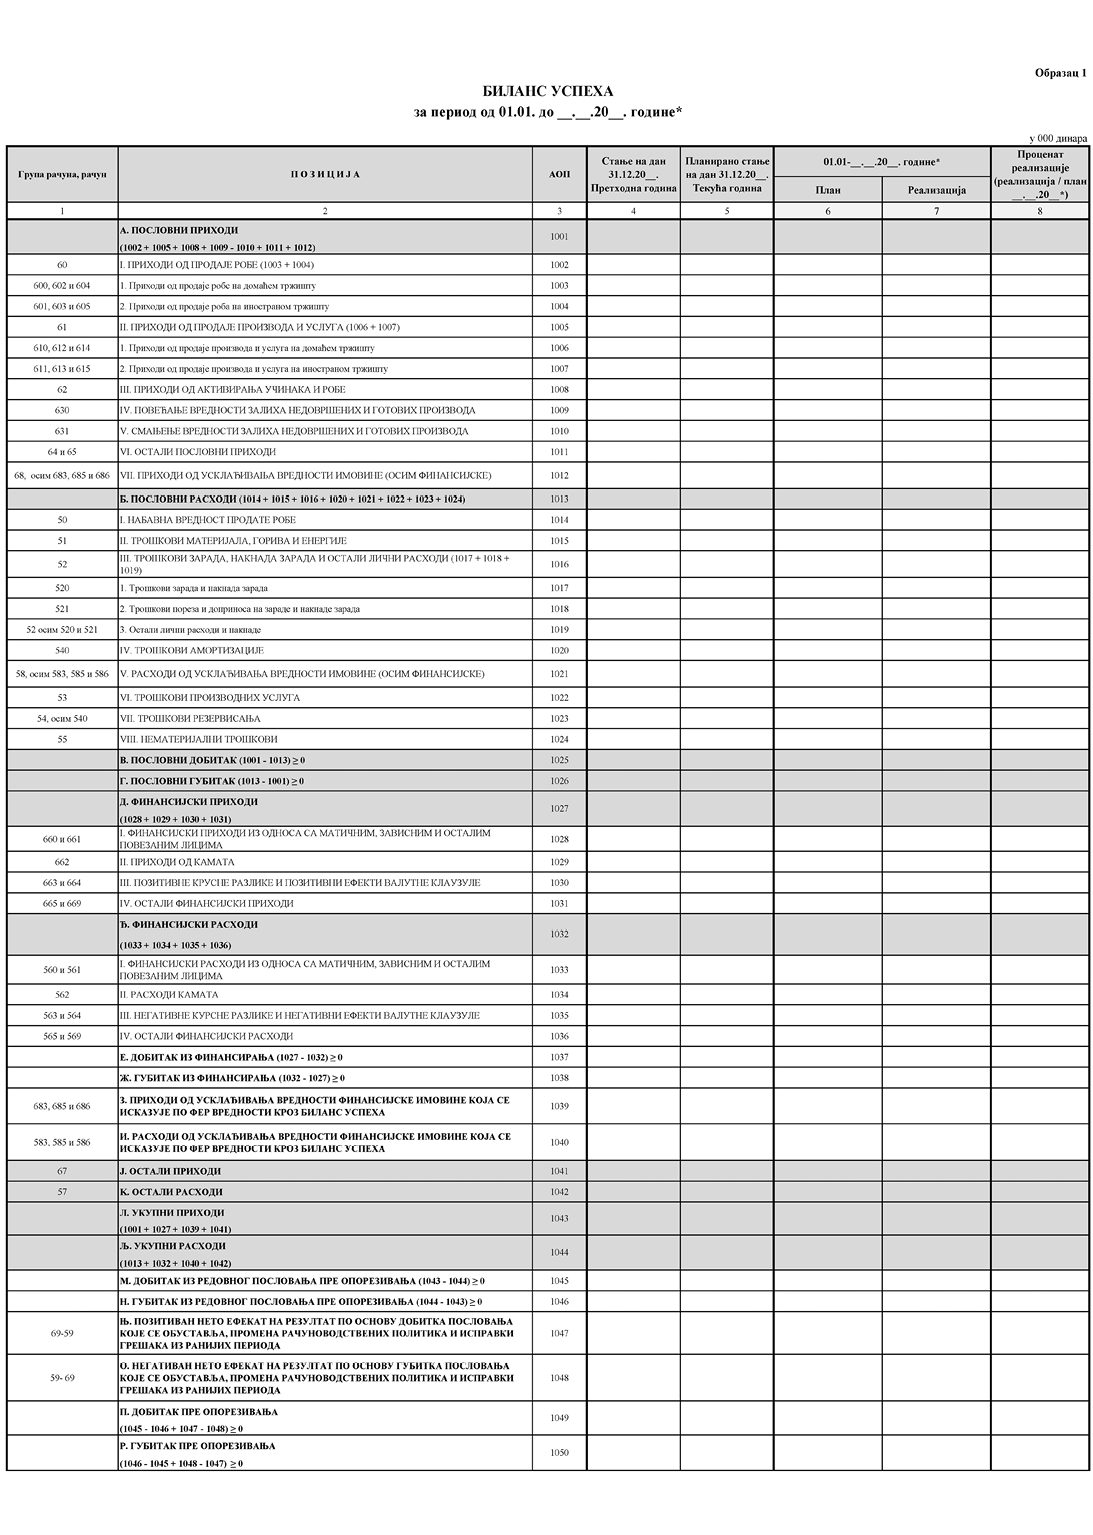 Образац 1
БИЛАНС УСПЕХА
за период од 01.01. до __.__.20__. године*
у 000 динара
Група рачуна, рачун
П О З И Ц И Ј А
АОП
Стање на дан
31.12.20__.
Претходна година
Планирано стање
на дан 31.12.20__.
Текућа година
01.01-__.__.20__. године*
План
Реализација
Проценат
реализације
(реализација / план
__.__.20__*)
1 2 3 4 5 6 7 8
А. ПОСЛОВНИ ПРИХОДИ
(1002 + 1005 + 1008 + 1009 - 1010 + 1011 + 1012)
1001
60 I. ПРИХОДИ ОД ПРОДАЈЕ РОБЕ (1003 + 1004) 1002
600, 602 и 604 1. Приходи од продаје робе на домаћем тржишту 1003
601, 603 и 605 2. Приходи од продаје роба на иностраном тржишту 1004
61 II. ПРИХОДИ ОД ПРОДАЈЕ ПРОИЗВОДА И УСЛУГА (1006 + 1007) 1005
610, 612 и 614 1. Приходи од продаје производа и услуга на домаћем тржишту 1006
611, 613 и 615 2. Приходи од продаје производа и услуга на иностраном тржишту 1007
62 III. ПРИХОДИ ОД АКТИВИРАЊА УЧИНАКА И РОБЕ 1008
630 IV. ПОВЕЋАЊЕ ВРЕДНОСТИ ЗАЛИХА НЕДОВРШЕНИХ И ГОТОВИХ ПРОИЗВОДА 1009
631 V. СМАЊЕЊЕ ВРЕДНОСТИ ЗАЛИХА НЕДОВРШЕНИХ И ГОТОВИХ ПРОИЗВОДА 1010
64 и 65 VI. ОСТАЛИ ПОСЛОВНИ ПРИХОДИ 1011
68, осим 683, 685 и 686 VII. ПРИХОДИ ОД УСКЛАЂИВАЊА ВРЕДНОСТИ ИМОВИНЕ (ОСИМ ФИНАНСИЈСКЕ) 1012
Б. ПОСЛОВНИ РАСХОДИ (1014 + 1015 + 1016 + 1020 + 1021 + 1022 + 1023 + 1024) 1013
50 I. НАБАВНА ВРЕДНОСТ ПРОДАТЕ РОБЕ 1014
51 II. ТРОШКОВИ МАТЕРИЈАЛА, ГОРИВА И ЕНЕРГИЈЕ 1015
52 III. ТРОШКОВИ ЗАРАДА, НАКНАДА ЗАРАДА И ОСТАЛИ ЛИЧНИ РАСХОДИ (1017 + 1018 +
1019)
1016
520 1. Трошкови зарада и накнада зарада 1017
521 2. Трошкови пореза и доприноса на зараде и накнаде зарада 1018
52 осим 520 и 521 3. Остали лични расходи и накнаде 1019
540 IV. ТРОШКОВИ АМОРТИЗАЦИЈЕ 1020
58, осим 583, 585 и 586 V. РАСХОДИ ОД УСКЛАЂИВАЊА ВРЕДНОСТИ ИМОВИНЕ (ОСИМ ФИНАНСИЈСКЕ) 1021
53 VI. ТРОШКОВИ ПРОИЗВОДНИХ УСЛУГА 1022
54, осим 540 VII. ТРОШКОВИ РЕЗЕРВИСАЊА 1023
55 VIII. НЕМАТЕРИЈАЛНИ ТРОШКОВИ 1024
В. ПОСЛОВНИ ДОБИТАК (1001 - 1013) ≥ 0 1025
Г. ПОСЛОВНИ ГУБИТАК (1013 - 1001) ≥ 0 1026
Д. ФИНАНСИЈСКИ ПРИХОДИ
(1028 + 1029 + 1030 + 1031)
1027
660 и 661 I. ФИНАНСИЈСКИ ПРИХОДИ ИЗ ОДНОСА СА МАТИЧНИМ, ЗАВИСНИМ И ОСТАЛИМ
ПОВЕЗАНИМ ЛИЦИМА
1028
662 II. ПРИХОДИ ОД КАМАТА 1029
663 и 664 III. ПОЗИТИВНЕ КРУСНЕ РАЗЛИКЕ И ПОЗИТИВНИ ЕФЕКТИ ВАЛУТНЕ КЛАУЗУЛЕ 1030
665 и 669 IV. ОСТАЛИ ФИНАНСИЈСКИ ПРИХОДИ 1031
Ђ. ФИНАНСИЈСКИ РАСХОДИ
(1033 + 1034 + 1035 + 1036)
1032
560 и 561 I. ФИНАНСИЈСКИ РАСХОДИ ИЗ ОДНОСА СА МАТИЧНИМ, ЗАВИСНИМ И ОСТАЛИМ
ПОВЕЗАНИМ ЛИЦИМА
1033
562 II. РАСХОДИ КАМАТА 1034
563 и 564 III. НЕГАТИВНЕ КУРСНЕ РАЗЛИКЕ И НЕГАТИВНИ ЕФЕКТИ ВАЛУТНЕ КЛАУЗУЛЕ 1035
565 и 569 IV. ОСТАЛИ ФИНАНСИЈСКИ РАСХОДИ 1036
Е. ДОБИТАК ИЗ ФИНАНСИРАЊА (1027 - 1032) ≥ 0 1037
Ж. ГУБИТАК ИЗ ФИНАНСИРАЊА (1032 - 1027) ≥ 0 1038
683, 685 и 686 З. ПРИХОДИ ОД УСКЛАЂИВАЊА ВРЕДНОСТИ ФИНАНСИЈСКЕ ИМОВИНЕ КОЈА СЕ
ИСКАЗУЈЕ ПО ФЕР ВРЕДНОСТИ КРОЗ БИЛАНС УСПЕХА
1039
583, 585 и 586 И. РАСХОДИ ОД УСКЛАЂИВАЊА ВРЕДНОСТИ ФИНАНСИЈСКЕ ИМОВИНЕ КОЈА СЕ
ИСКАЗУЈЕ ПО ФЕР ВРЕДНОСТИ КРОЗ БИЛАНС УСПЕХА
1040
67 Ј. ОСТАЛИ ПРИХОДИ 1041
57 К. ОСТАЛИ РАСХОДИ 1042
Л. УКУПНИ ПРИХОДИ
(1001 + 1027 + 1039 + 1041)
1043
Љ. УКУПНИ РАСХОДИ
(1013 + 1032 + 1040 + 1042)
1044
М. ДОБИТАК ИЗ РЕДОВНОГ ПОСЛОВАЊА ПРЕ ОПОРЕЗИВАЊА (1043 - 1044) ≥ 0 1045
Н. ГУБИТАК ИЗ РЕДОВНОГ ПОСЛОВАЊА ПРЕ ОПОРЕЗИВАЊА (1044 - 1043) ≥ 0 1046
69-59 Њ. ПОЗИТИВАН НЕТО ЕФЕКАТ НА РЕЗУЛТАТ ПО ОСНОВУ ДОБИТКА ПОСЛОВАЊА
КОЈЕ СЕ ОБУСТАВЉА, ПРОМЕНА РАЧУНОВОДСТВЕНИХ ПОЛИТИКА И ИСПРАВКИ
ГРЕШАКА ИЗ РАНИЈИХ ПЕРИОДА
1047
59- 69 О. НЕГАТИВАН НЕТО ЕФЕКАТ НА РЕЗУЛТАТ ПО ОСНОВУ ГУБИТКА ПОСЛОВАЊА
КОЈЕ СЕ ОБУСТАВЉА, ПРОМЕНА РАЧУНОВОДСТВЕНИХ ПОЛИТИКА И ИСПРАВКИ
ГРЕШАКА ИЗ РАНИЈИХ ПЕРИОДА
1048
П. ДОБИТАК ПРЕ ОПОРЕЗИВАЊА
(1045 - 1046 + 1047 - 1048) ≥ 0
1049
Р. ГУБИТАК ПРЕ ОПОРЕЗИВАЊА
(1046 - 1045 + 1048 - 1047) ≥ 0
1050